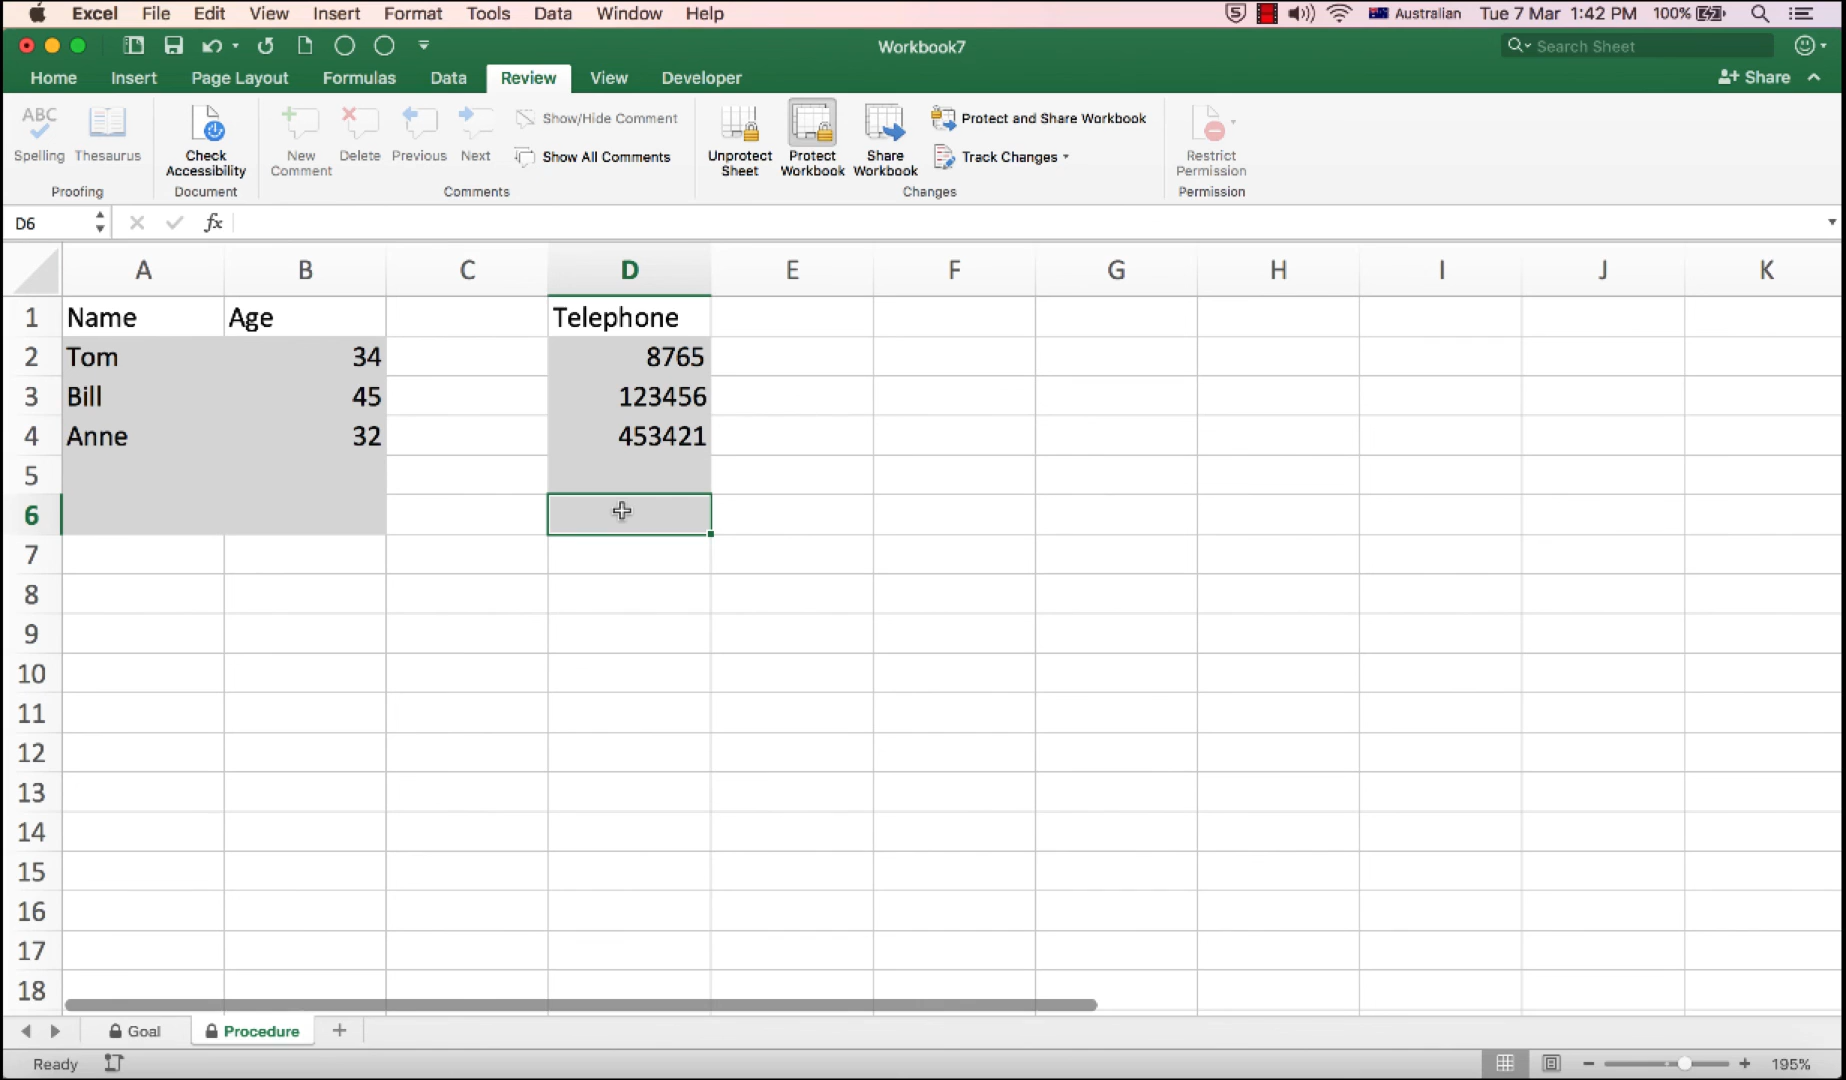 Excel File Edit View Insert Format Tools Data Window Help Australian Tue 7 Mar 1:42 PM 100%
Workbook7 Search Sheet
Home Insert Page Layout Formulas Data Review View Developer Share
ABC
Spelling Thesaurus
Check Accessibility
New Comment
Delete Previous Next
Show/Hide Comment
Show All Comments
Unprotect Sheet
Protect Workbook
Share Workbook
Protect and Share Workbook
Track Changes
Restrict Permission
Proofing Document Comments Changes Permission
D6 fx
A B C D E F G H I J K
1 Name Age Telephone
2 Tom 34 8765
3 Bill 45 123456
4 Anne 32 453421
5
6
7
8
9
10
11
12
13
14
15
16
17
18
Goal Procedure +
Ready 195%